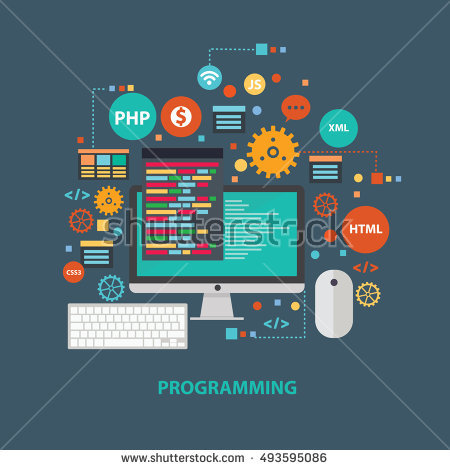 JS
PHP
$
XML
</>
HTML
shutterstock
CSS3
</>
</>
PROGRAMMING
www.shutterstock.com · 493595086